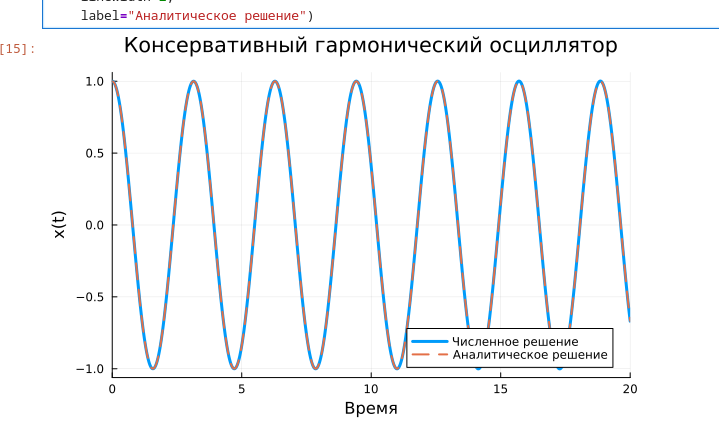 label="Аналитическое решение")
[15]:
Консервативный гармонический осциллятор
1.0
0.5
0.0
−0.5
−1.0
x(t)
Численное решение
Аналитическое решение
0 5 10 15 20
Время